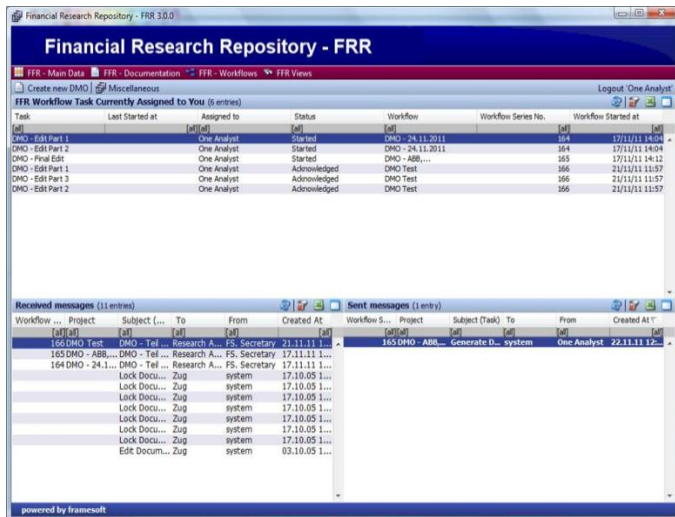 Financial Research Repository - FRR 3.0.0
Financial Research Repository - FRR
FFR - Main Data FFR - Documentation FFR - Workflows FFR Views
Create new DMO Miscellaneous Logout 'One Analyst'
FFR Workflow Task Currently Assigned to You (6 entries)
Task Last Started at Assigned to Status Workflow Workflow Series No. Workflow Started at
[all] [all] [all] [all] [all] [all] [all]
DMO - Edit Part 1 One Analyst Started DMO - 24.11.2011 164 17/11/11 14:04
DMO - Edit Part 2 One Analyst Started DMO - 24.11.2011 164 17/11/11 14:04
DMO - Final Edit One Analyst Started DMO - ABB,... 165 17/11/11 14:12
DMO - Edit Part 1 One Analyst Acknowledged DMO Test 166 21/11/11 11:57
DMO - Edit Part 3 One Analyst Acknowledged DMO Test 166 21/11/11 11:57
DMO - Edit Part 2 One Analyst Acknowledged DMO Test 166 21/11/11 11:57
Received messages (11 entries)
Workflow ... Project Subject (... To From Created At
[all] [all] [all] [all] [all] [all]
166 DMO Test DMO - Teil ... Research A... FS. Secretary 21.11.11 1...
165 DMO - ABB,... DMO - Teil ... Research A... FS. Secretary 17.11.11 1...
164 DMO - 24.1... DMO - Teil ... Research A... FS. Secretary 17.11.11 1...
Lock Docu... Zug system 17.10.05 1...
Lock Docu... Zug system 17.10.05 1...
Lock Docu... Zug system 17.10.05 1...
Lock Docu... Zug system 17.10.05 1...
Lock Docu... Zug system 17.10.05 1...
Lock Docu... Zug system 17.10.05 1...
Lock Docu... Zug system 17.10.05 1...
Edit Docum... Zug system 03.10.05 1...
Sent messages (1 entry)
Workflow S... Project Subject (Task) To From Created At
[all] [all] [all] [all] [all] [all]
165 DMO - ABB,... Generate D... system One Analyst 22.11.11 12:...
powered by framesoft